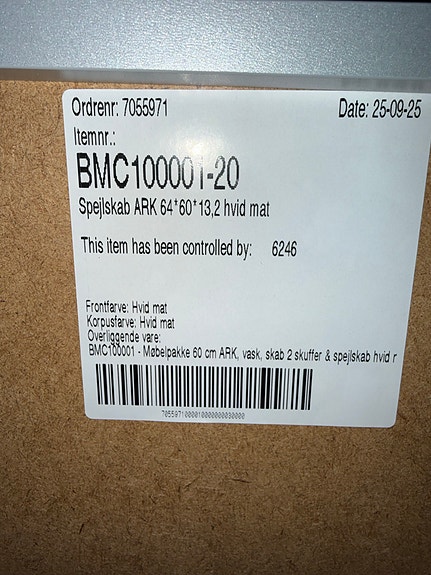 Ordrenr: 7055971
Date: 25-09-25
Itemnr.:
BMC100001-20
Spejlskab ARK 64*60*13,2 hvid mat
This item has been controlled by: 6246
Frontfarve: Hvid mat
Korpusfarve: Hvid mat
Overliggende vare:
BMC100001 - Møbelpakke 60 cm ARK, vask, skab 2 skuffer & spejlskab hvid r